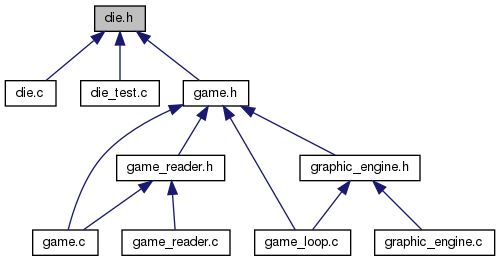 die.h
die.c
die_test.c
game.h
game_reader.h
graphic_engine.h
game.c
game_reader.c
game_loop.c
graphic_engine.c